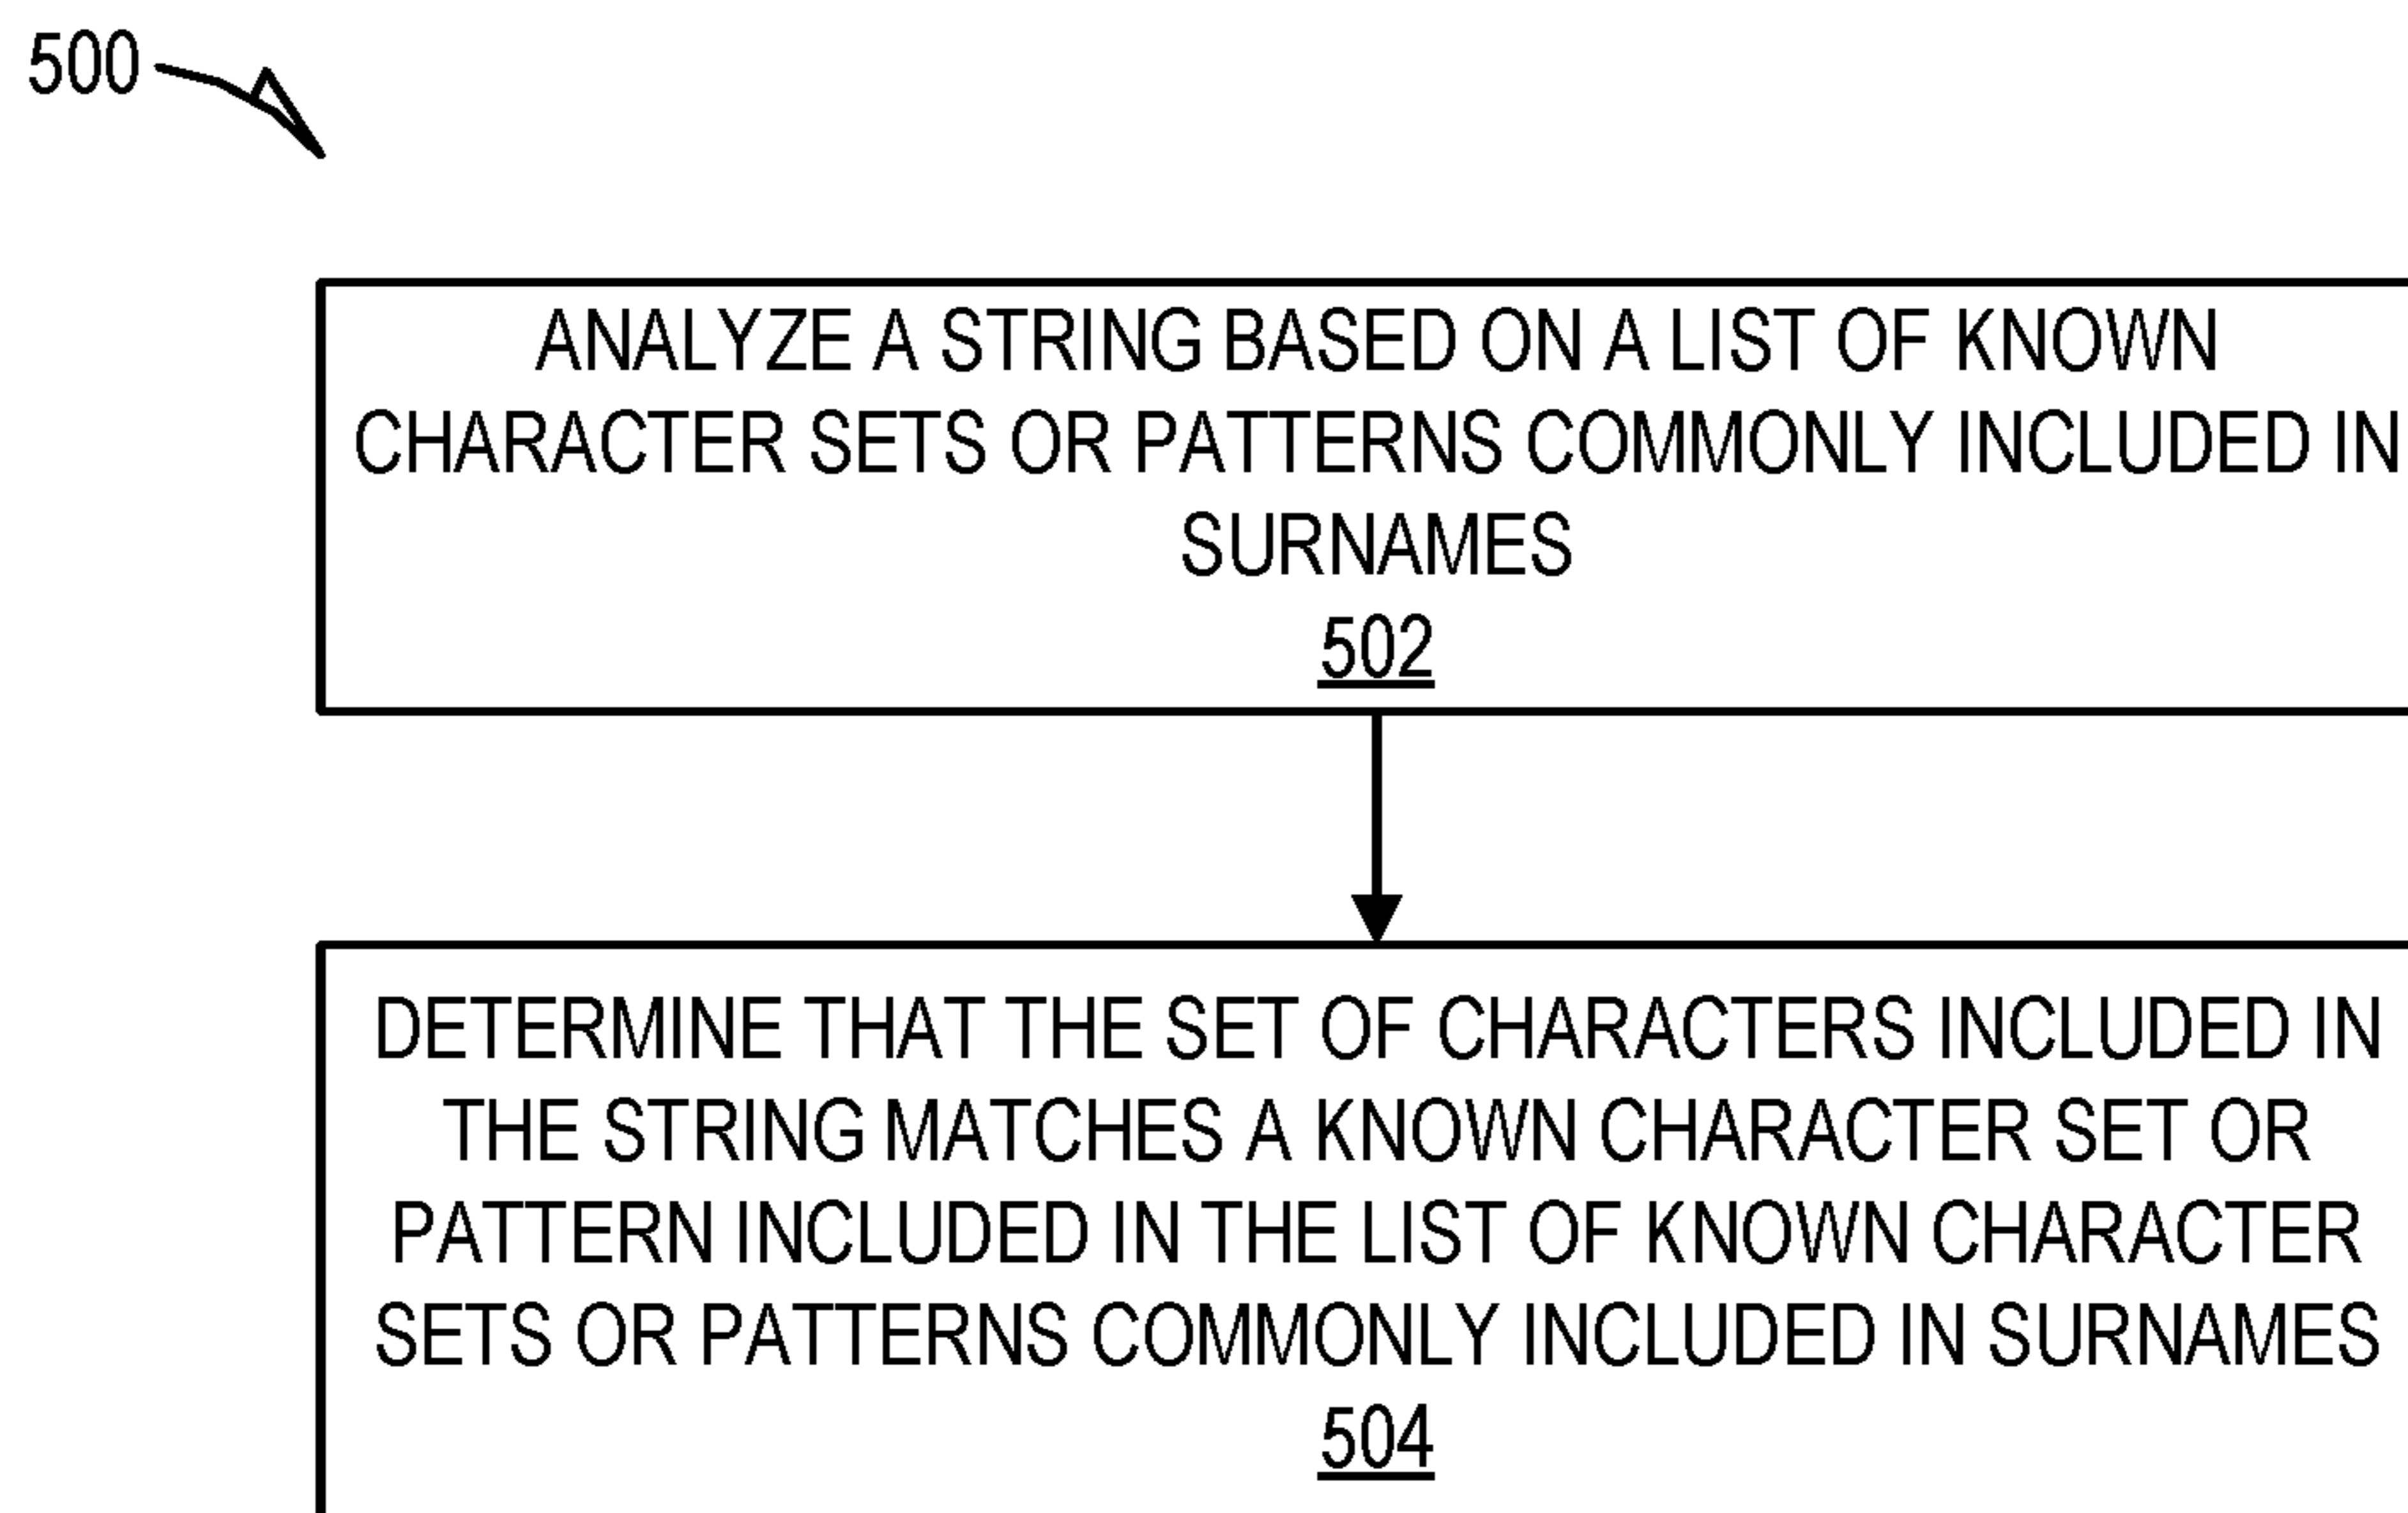 500
ANALYZE A STRING BASED ON A LIST OF KNOWN
CHARACTER SETS OR PATTERNS COMMONLY INCLUDED IN
SURNAMES
502
DETERMINE THAT THE SET OF CHARACTERS INCLUDED IN
THE STRING MATCHES A KNOWN CHARACTER SET OR
PATTERN INCLUDED IN THE LIST OF KNOWN CHARACTER
SETS OR PATTERNS COMMONLY INCLUDED IN SURNAMES
504